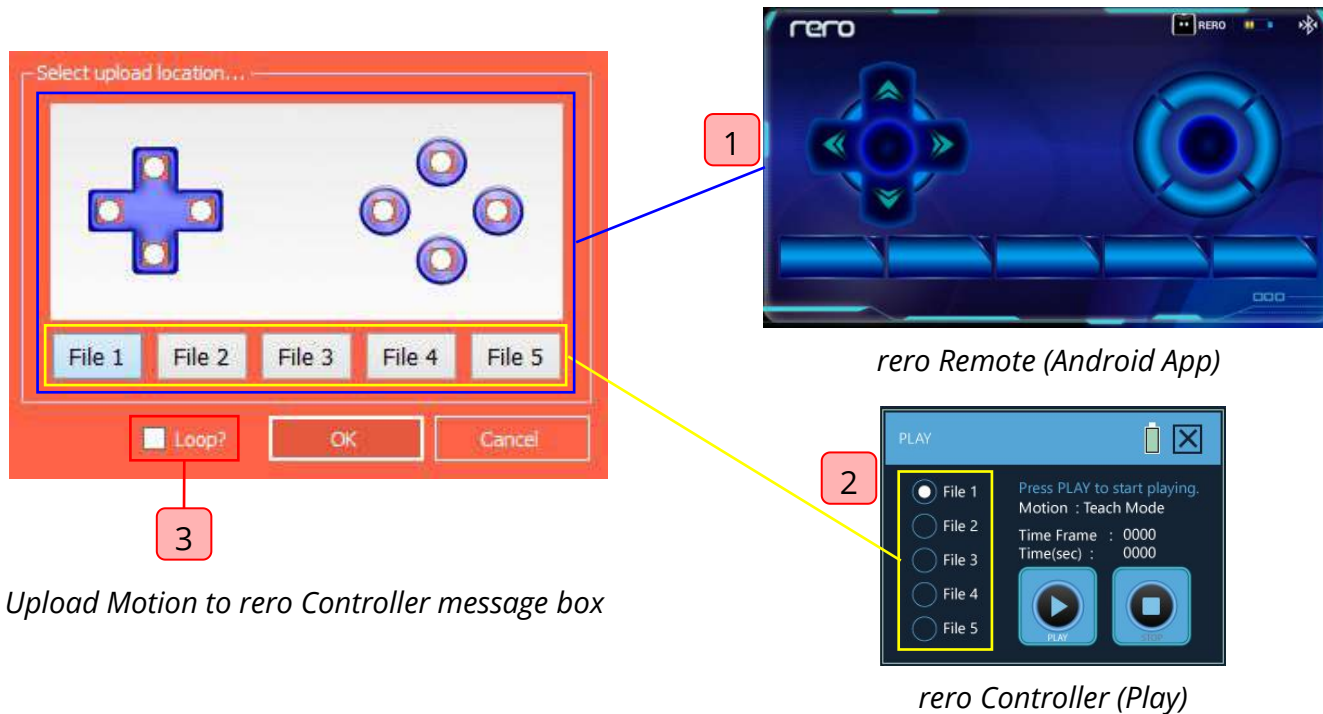 Select upload location...
File 1
File 2
File 3
File 4
File 5
Loop?
OK
Cancel
3
Upload Motion to rero Controller message box
1
rero
RERO
rero Remote (Android App)
2
PLAY
File 1
File 2
File 3
File 4
File 5
Press PLAY to start playing.
Motion : Teach Mode
Time Frame : 0000
Time(sec) : 0000
PLAY
STOP
rero Controller (Play)